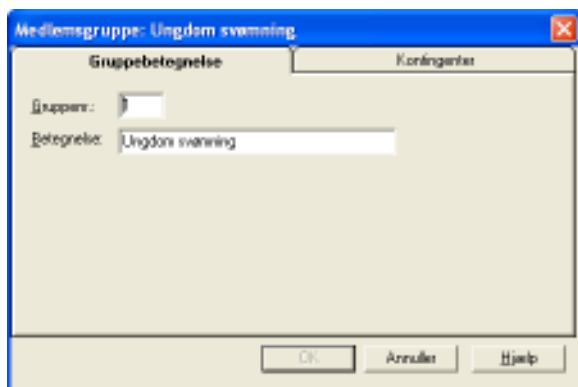 Medlemsgruppe: Ungdom svømning
Gruppebetegnelse
Kontingenter
Gruppenr.:
Betegnelse: Ungdom svømning
OK
Annuller
Hjælp